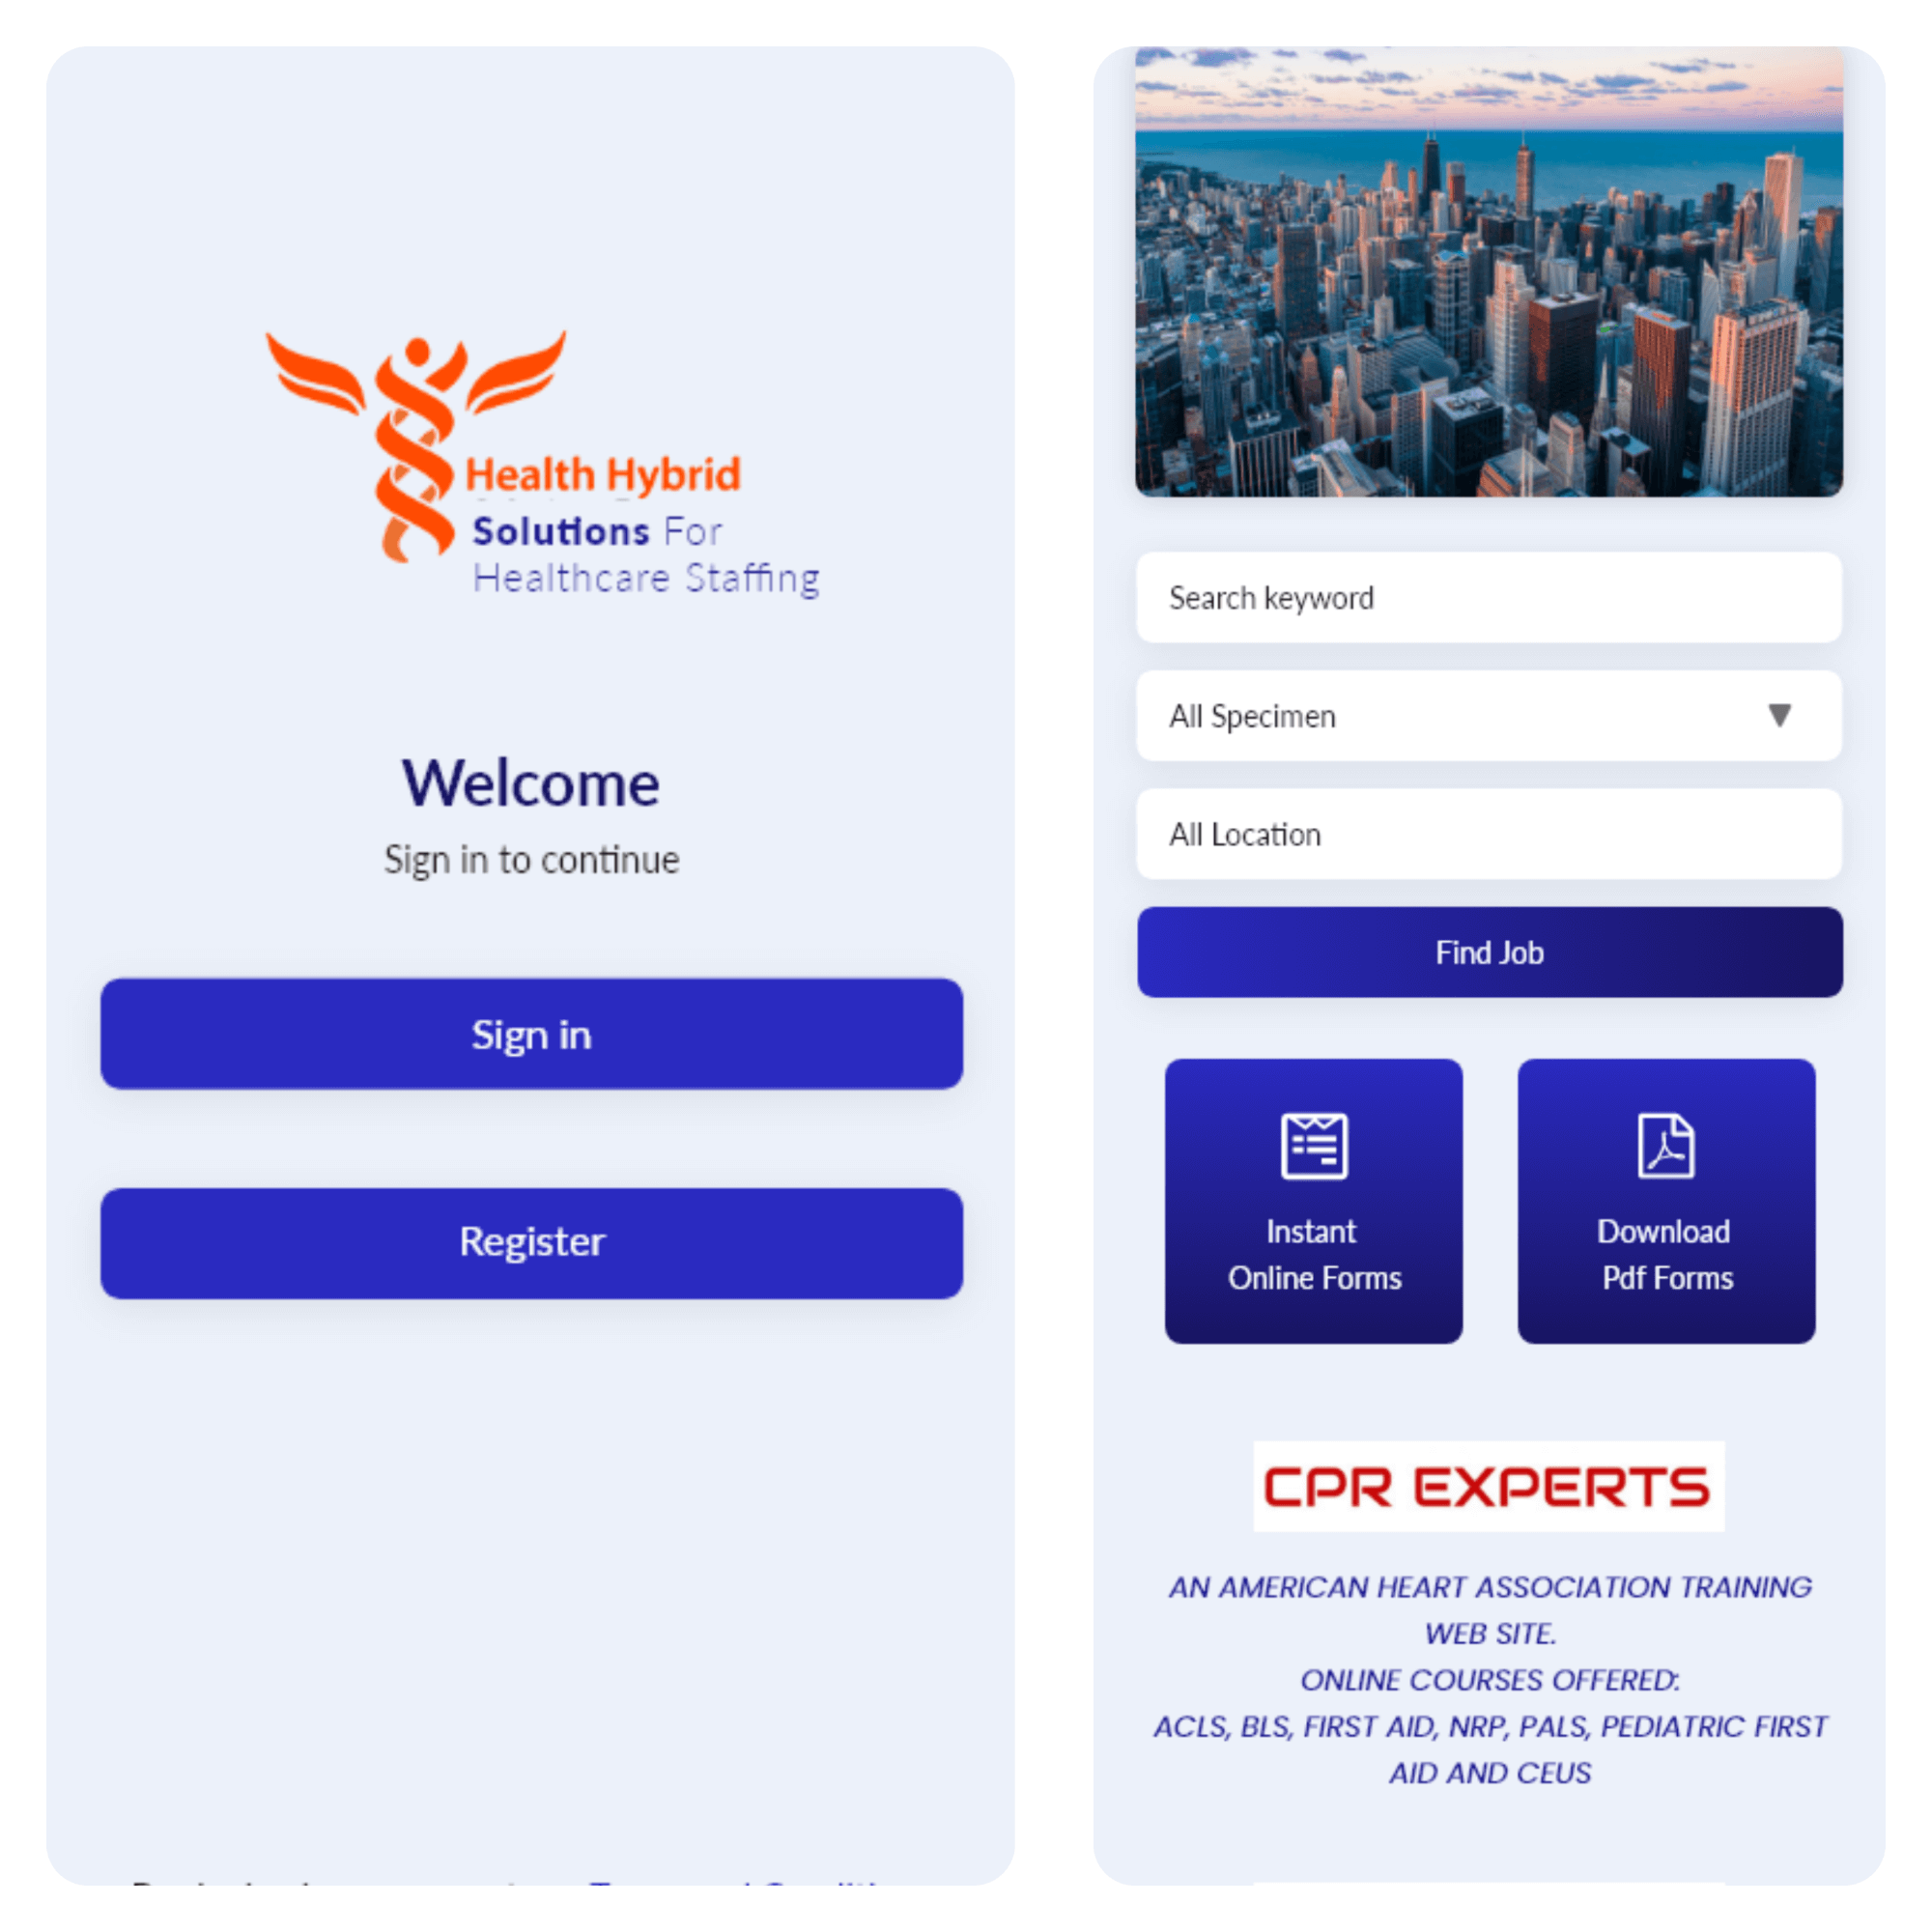 Health Hybrid
Solutions For
Healthcare Staffing
Welcome
Sign in to continue
Sign in
Register
Search keyword
All Specimen
All Location
Find Job
Instant
Online Forms
Download
Pdf Forms
CPR EXPERTS
AN AMERICAN HEART ASSOCIATION TRAINING
WEB SITE.
ONLINE COURSES OFFERED:
ACLS, BLS, FIRST AID, NRP, PALS, PEDIATRIC FIRST
AID AND CEUS